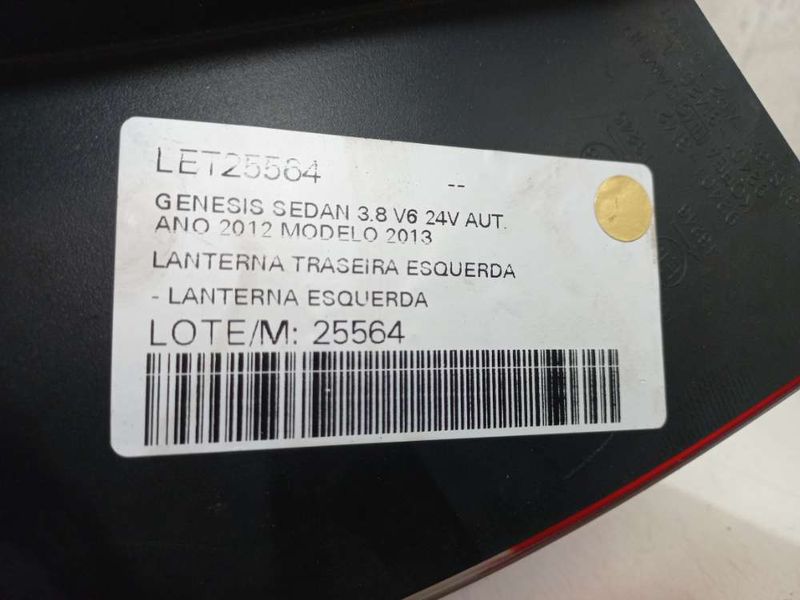 LET25564
--
GENESIS SEDAN 3.8 V6 24V AUT.
ANO 2012 MODELO 2013
LANTERNA TRASEIRA ESQUERDA
- LANTERNA ESQUERDA
LOTE/M: 25564